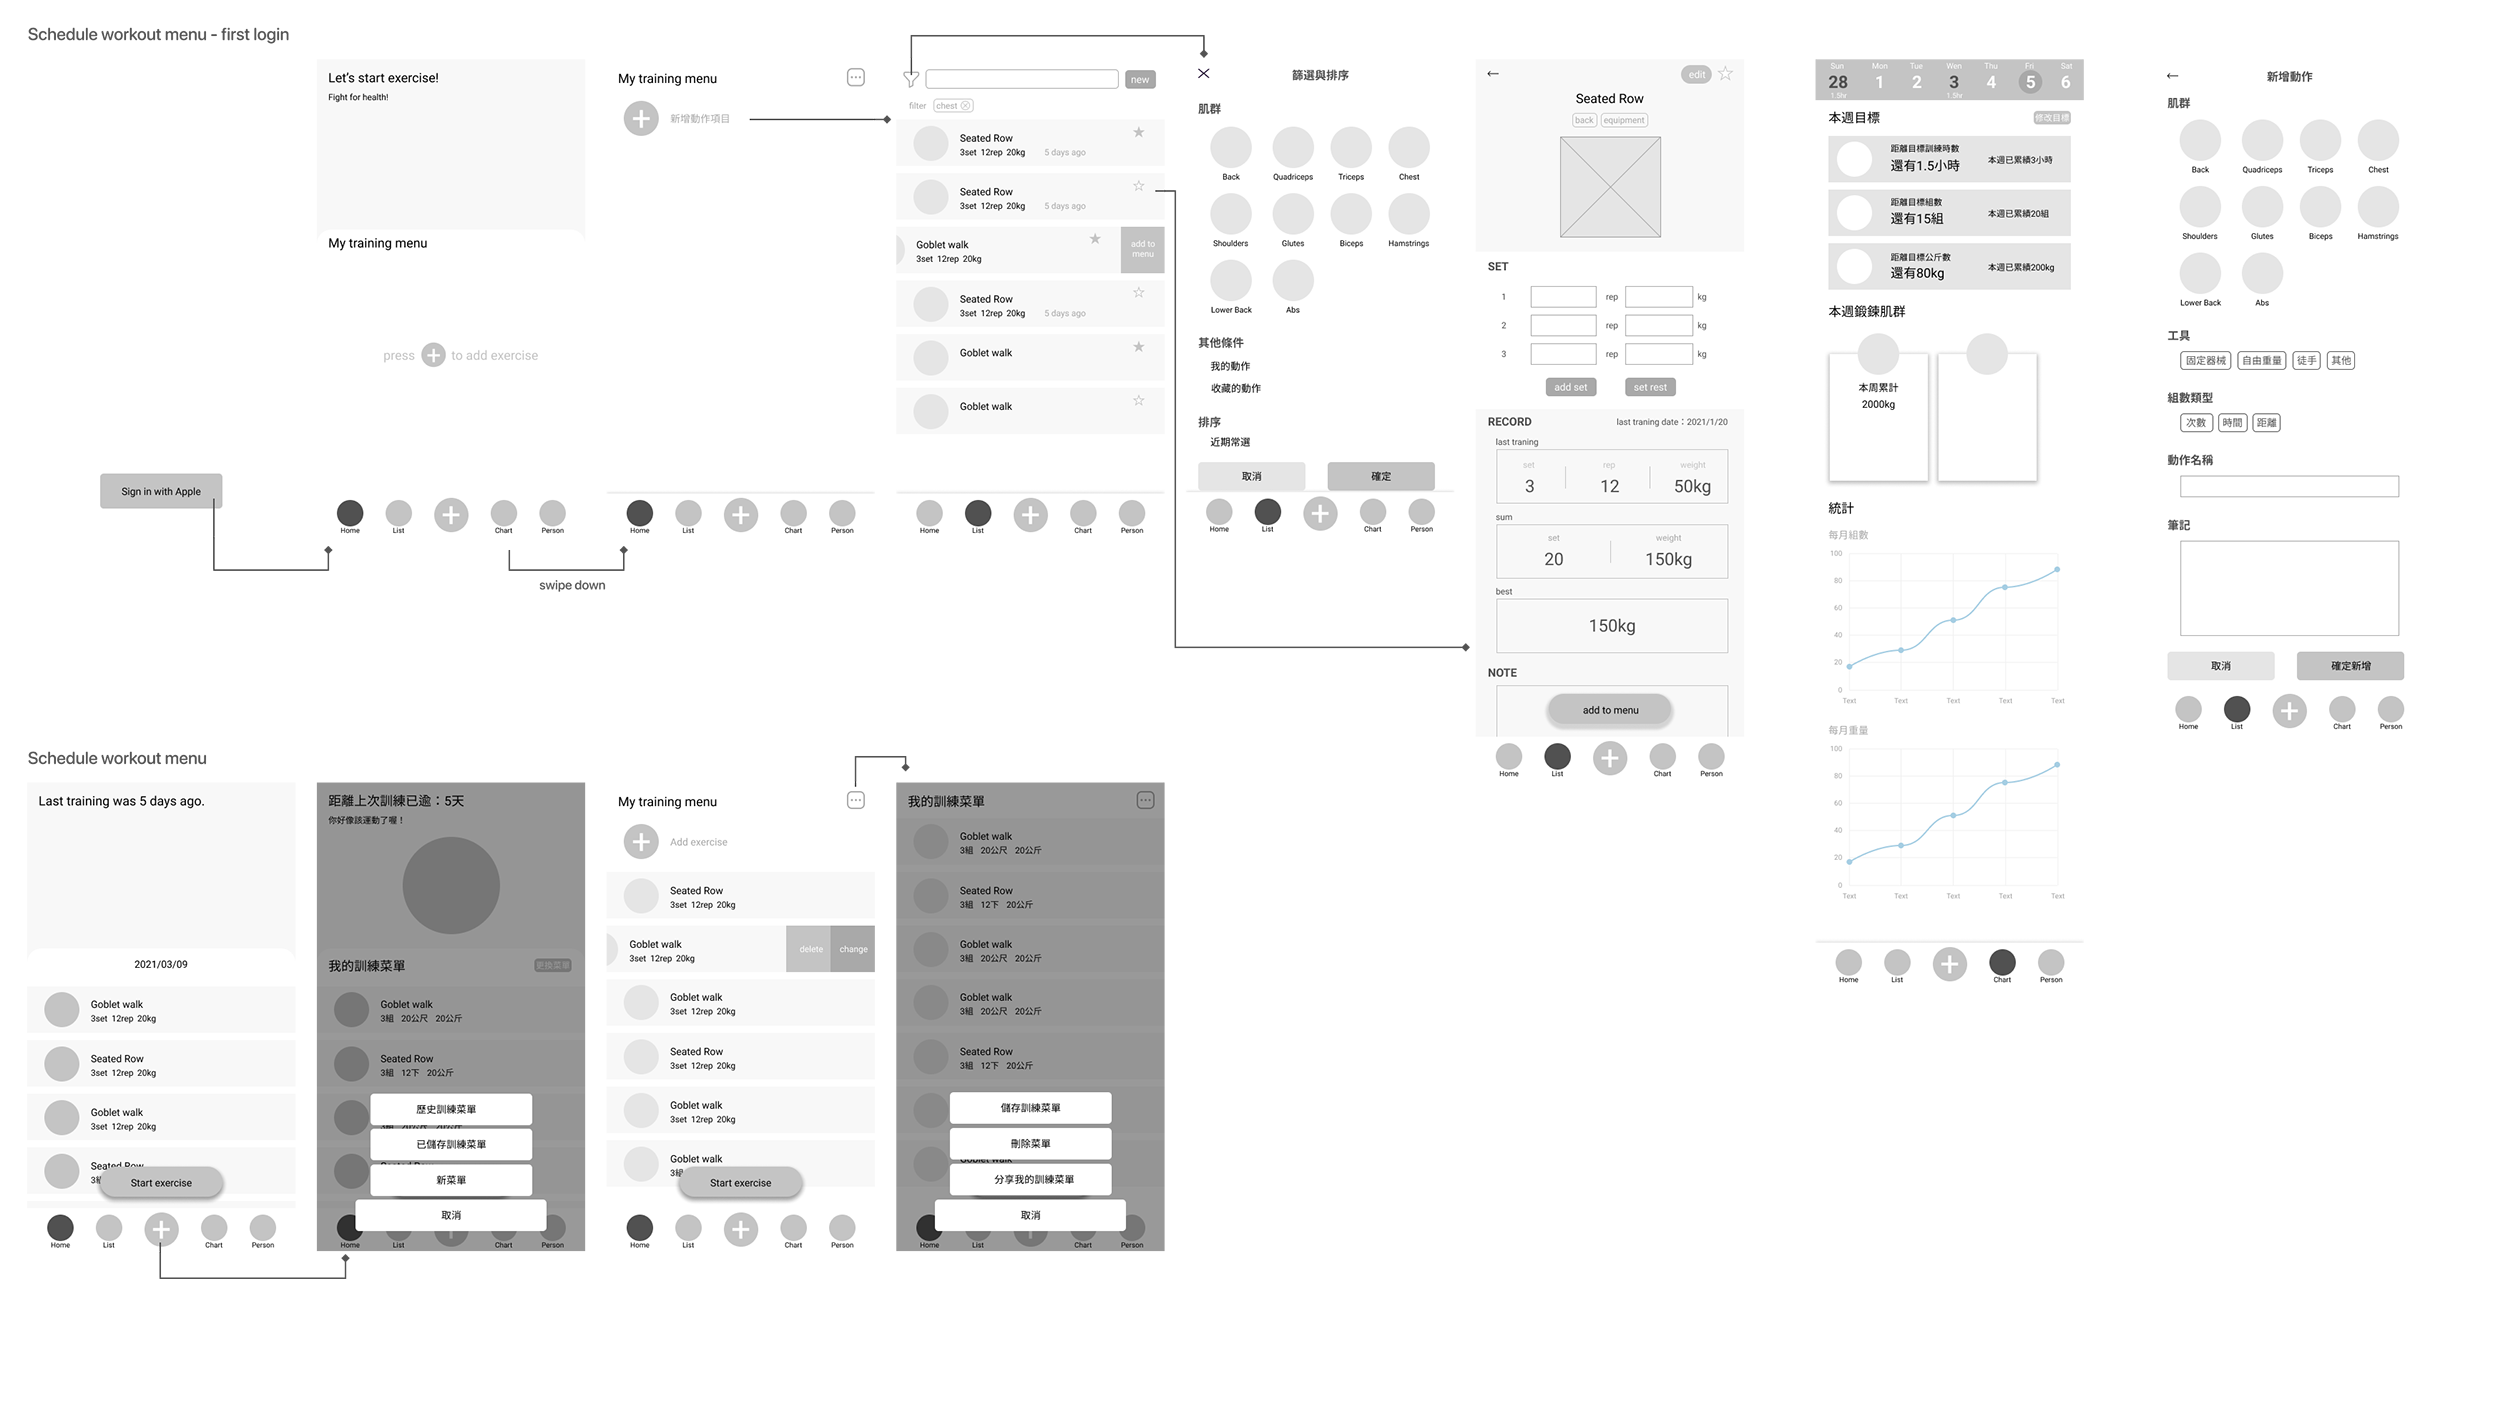 Schedule workout menu - first login
Sign in with Apple
Let's start exercise!
Fight for health!
My training menu
press + to add exercise
Home List Chart Person
swipe down
My training menu
新增動作項目
Home List Chart Person
new
filter chest
Seated Row
3set 12rep 20kg 5 days ago
Seated Row
3set 12rep 20kg 5 days ago
Goblet walk
3set 12rep 20kg
add to
menu
Seated Row
3set 12rep 20kg 5 days ago
Goblet walk
Goblet walk
Home List Chart Person
篩選與排序
肌群
Back Quadriceps Triceps Chest
Shoulders Glutes Biceps Hamstrings
Lower Back Abs
其他條件
我的動作
收藏的動作
排序
近期常選
取消 確定
Home List Chart Person
edit
Seated Row
back equipment
SET
1 rep kg
2 rep kg
3 rep kg
add set set rest
RECORD last traning date：2021/1/20
last traning
set rep weight
3 12 50kg
sum
set weight
20 150kg
best
150kg
NOTE
add to menu
Home List Chart Person
Sun Mon Tue Wen Thu Fri Sat
28 1 2 3 4 5 6
1.5hr 1.5hr
本週目標 修改目標
距離目標訓練時數
還有1.5小時 本週已累績3小時
距離目標組數
還有15組 本週已累績20組
距離目標公斤數
還有80kg 本週已累績200kg
本週鍛鍊肌群
本周累計
2000kg
統計
每月組數
100
80
60
40
20
0
Text Text Text Text Text
每月重量
100
80
60
40
20
0
Text Text Text Text Text
Home List Chart Person
新增動作
肌群
Back Quadriceps Triceps Chest
Shoulders Glutes Biceps Hamstrings
Lower Back Abs
工具
固定器械 自由重量 徒手 其他
組數類型
次數 時間 距離
動作名稱
筆記
取消 確定新增
Home List Chart Person
Schedule workout menu
Last training was 5 days ago.
2021/03/09
Goblet walk
3set 12rep 20kg
Seated Row
3set 12rep 20kg
Goblet walk
3set 12rep 20kg
Seated Row
Start exercise
Home List Chart Person
距離上次訓練已逾：5天
你好像該運動了喔！
我的訓練菜單 更換菜單
Goblet walk
3組 20公尺 20公斤
Seated Row
3組 12下 20公斤
歷史訓練菜單
已儲存訓練菜單
新菜單
取消
Home List Chart Person
My training menu
Add exercise
Seated Row
3set 12rep 20kg
Goblet walk
3set 12rep 20kg
delete change
Goblet walk
3set 12rep 20kg
Seated Row
3set 12rep 20kg
Goblet walk
3set 12rep 20kg
Goblet walk
Start exercise
Home List Chart Person
我的訓練菜單
Goblet walk
3組 20公尺 20公斤
Seated Row
3組 12下 20公斤
Goblet walk
3組 20公尺 20公斤
Goblet walk
3組 20公尺 20公斤
Seated Row
3組 12下 20公斤
儲存訓練菜單
刪除菜單
分享我的訓練菜單
取消
Home List Chart Person